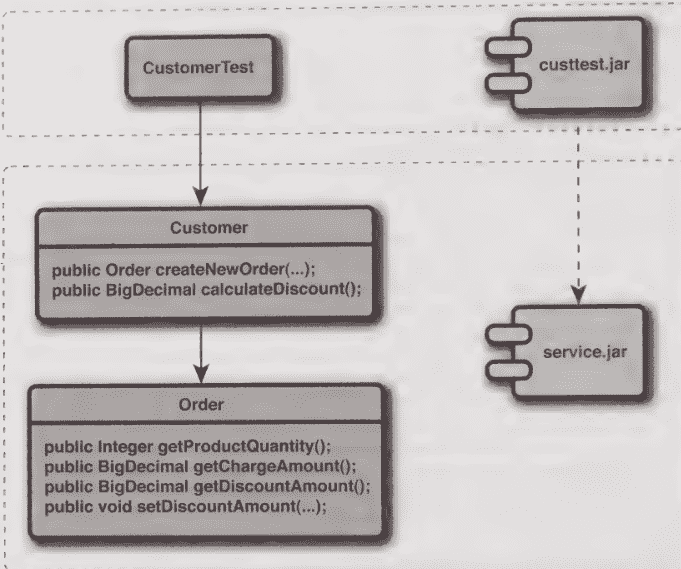 CustomerTest
custtest.jar
Customer
public Order createNewOrder(...);
public BigDecimal calculateDiscount();
service.jar
Order
public Integer getProductQuantity();
public BigDecimal getChargeAmount();
public BigDecimal getDiscountAmount();
public void setDiscountAmount(...);